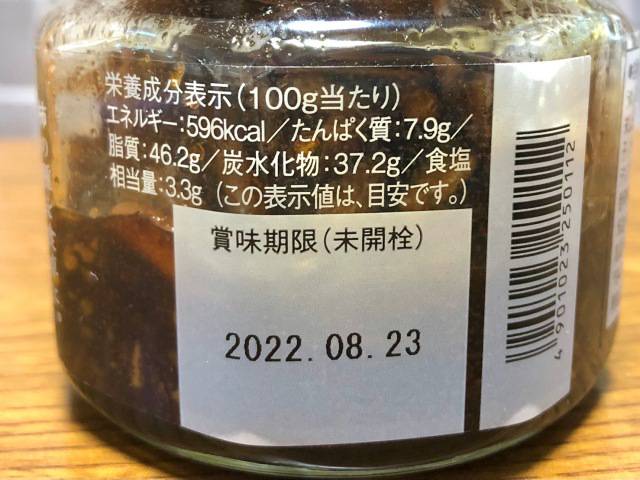 栄養成分表示(100g当たり)
エネルギー:596kcal/たんぱく質:7.9g/
脂質:46.2g/炭水化物:37.2g/食塩
相当量:3.3g (この表示値は、目安です。)
賞味期限(未開栓)
2022.08.23
4901023250112